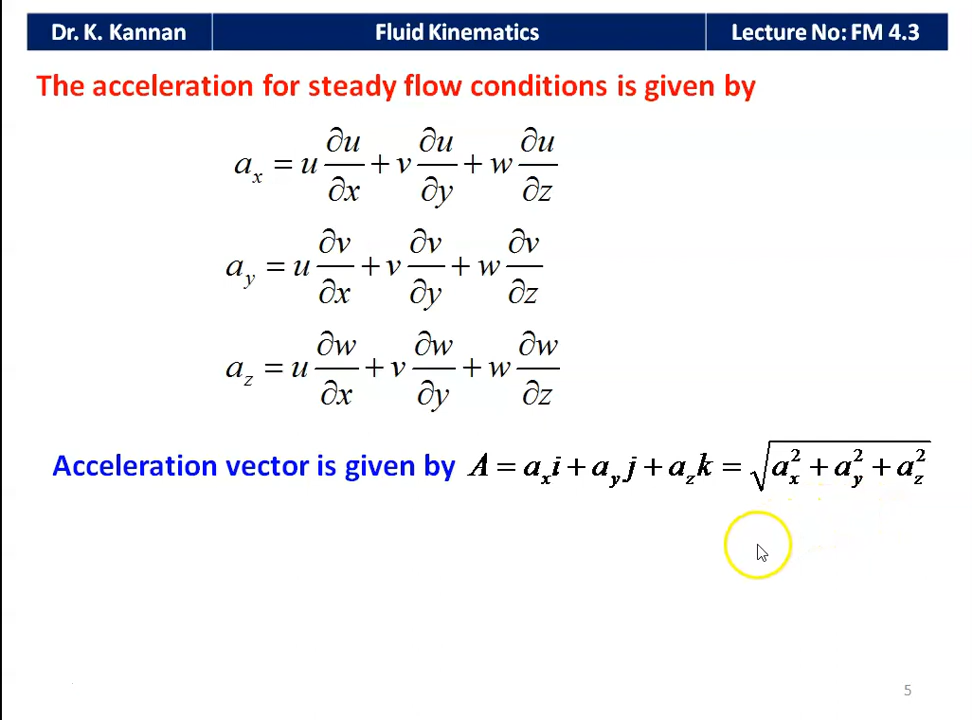 Dr. K. Kannan
Fluid Kinematics
Lecture No: FM 4.3
The acceleration for steady flow conditions is given by
a_x = u ∂u/∂x + v ∂u/∂y + w ∂u/∂z
a_y = u ∂v/∂x + v ∂v/∂y + w ∂v/∂z
a_z = u ∂w/∂x + v ∂w/∂y + w ∂w/∂z
Acceleration vector is given by A = a_x i + a_y j + a_z k = √(a_x² + a_y² + a_z²)
5